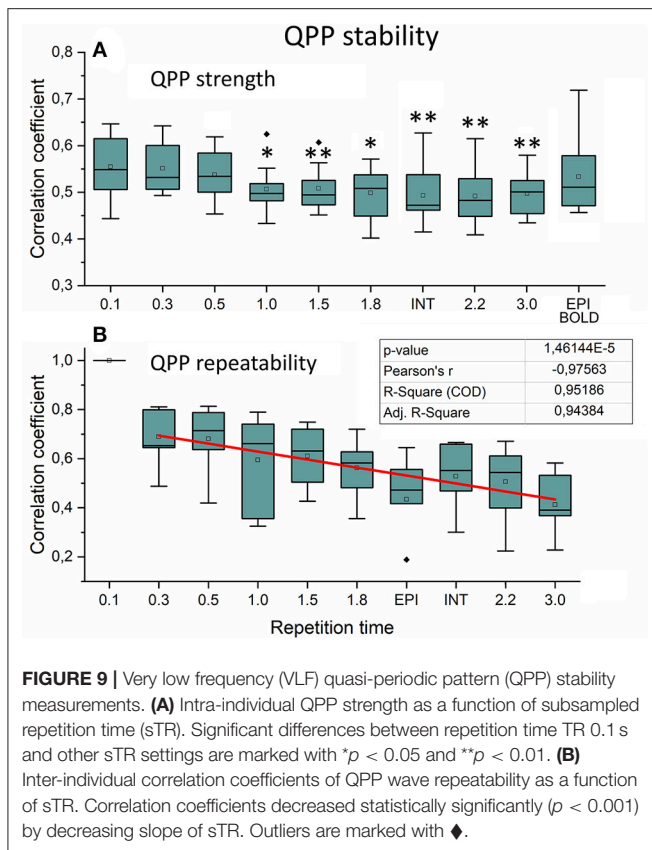 QPP stability
A
QPP strength
Correlation coefficient
0,8
0,7
0,6
0,5
0,4
0,3
* ** * ** ** **
0.1 0.3 0.5 1.0 1.5 1.8 INT 2.2 3.0 EPI BOLD
B
QPP repeatability
p-value 1,46144E-5
Pearson's r -0,97563
R-Square (COD) 0,95186
Adj. R-Square 0,94384
Correlation coefficient
1,0
0,8
0,6
0,4
0,2
0.1 0.3 0.5 1.0 1.5 1.8 EPI INT 2.2 3.0
Repetition time
FIGURE 9 | Very low frequency (VLF) quasi-periodic pattern (QPP) stability
measurements. (A) Intra-individual QPP strength as a function of subsampled
repetition time (sTR). Significant differences between repetition time TR 0.1 s
and other sTR settings are marked with *p < 0.05 and **p < 0.01. (B)
Inter-individual correlation coefficients of QPP wave repeatability as a function
of sTR. Correlation coefficients decreased statistically significantly (p < 0.001)
by decreasing slope of sTR. Outliers are marked with ◆.